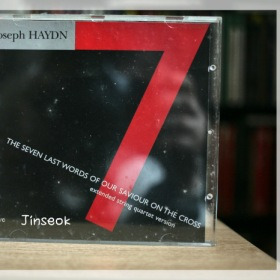 oseph HAYDN
7
THE SEVEN LAST WORDS OF OUR SAVIOUR ON THE CROSS
extended string quartet version
Jinseok